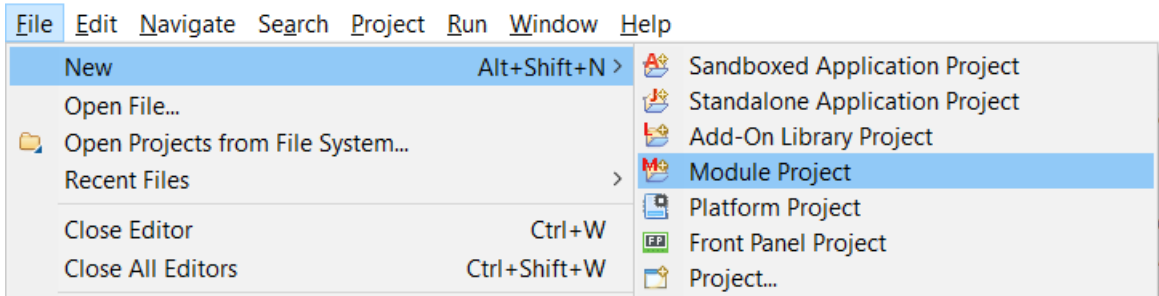 File Edit Navigate Search Project Run Window Help
New Alt+Shift+N >
Open File...
Open Projects from File System...
Recent Files >
Close Editor Ctrl+W
Close All Editors Ctrl+Shift+W
Sandboxed Application Project
Standalone Application Project
Add-On Library Project
Module Project
Platform Project
FP Front Panel Project
Project...